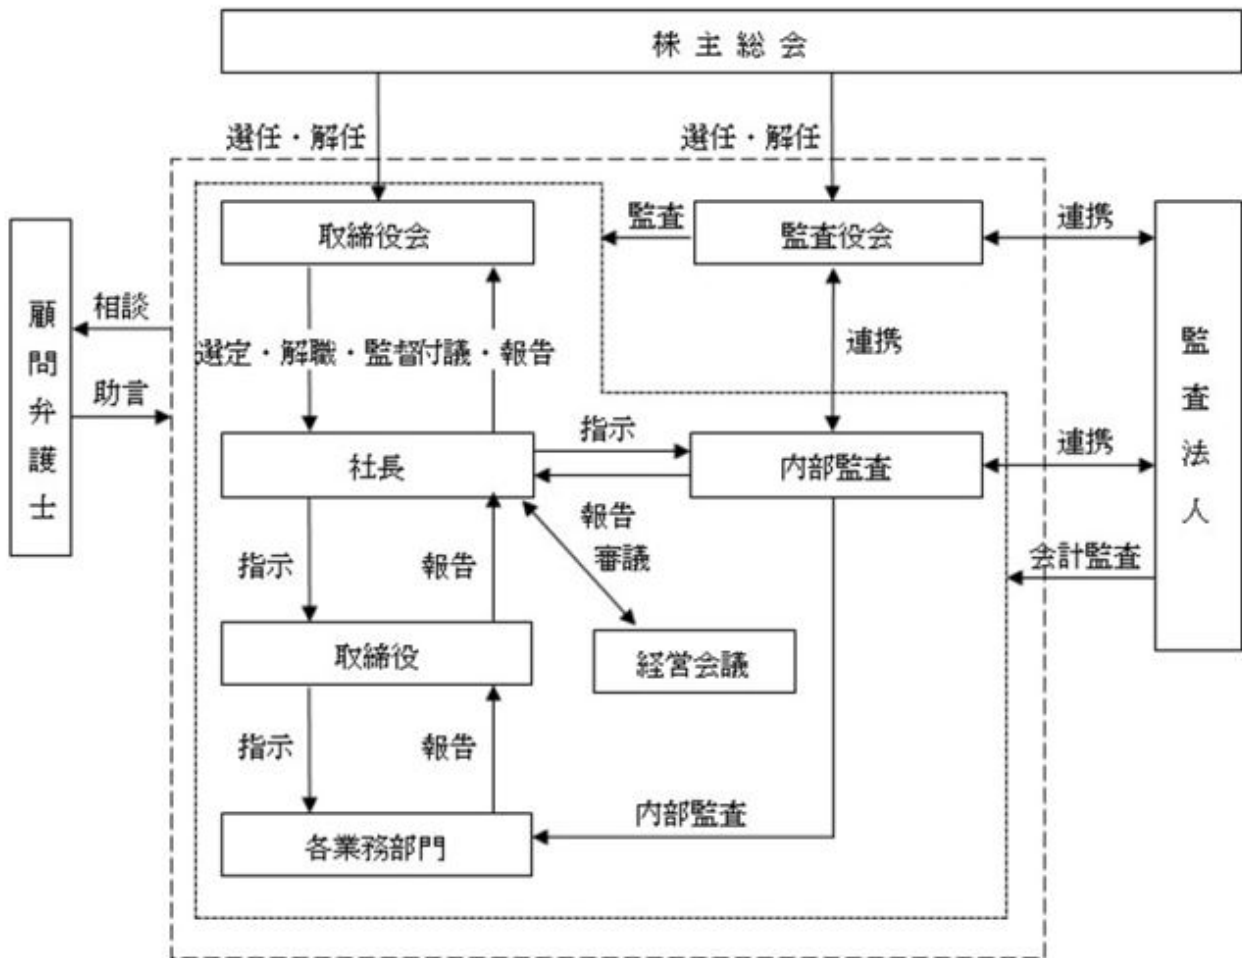 株主総会
選任・解任
選任・解任
取締役会
監査
監査役会
連携
顧問弁護士
相談
助言
選定・解職・監督
付議・報告
連携
監査法人
社長
指示
内部監査
連携
報告
審議
指示
報告
会計監査
取締役
経営会議
指示
報告
内部監査
各業務部門